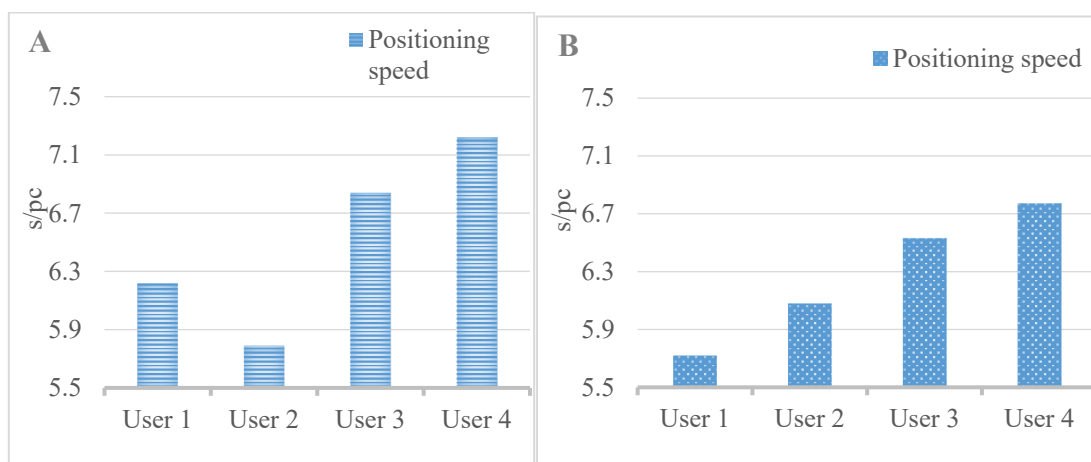 A
Positioning
speed
7.5
7.1
6.7
6.3
5.9
5.5
s/pc
User 1 User 2 User 3 User 4
B
Positioning speed
7.5
7.1
6.7
6.3
5.9
5.5
s/pc
User 1 User 2 User 3 User 4